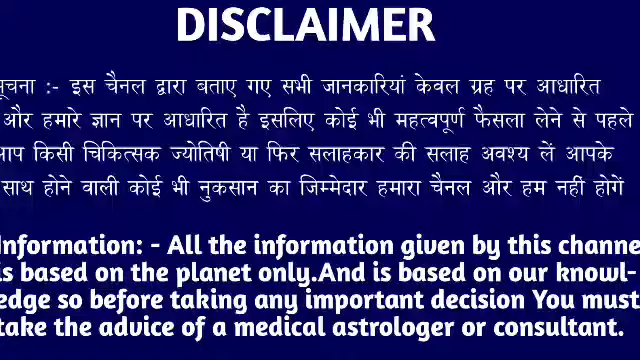 DISCLAIMER
सूचना :- इस चैनल द्वारा बताए गए सभी जानकारियां केवल ग्रह पर आधारित
और हमारे ज्ञान पर आधारित है इसलिए कोई भी महत्वपूर्ण फैसला लेने से पहले
आप किसी चिकित्सक ज्योतिषी या फिर सलाहकार की सलाह अवश्य लें आपके
साथ होने वाली कोई भी नुकसान का जिम्मेदार हमारा चैनल और हम नहीं होगें
Information: - All the information given by this channe
is based on the planet only.And is based on our knowl-
edge so before taking any important decision You must
take the advice of a medical astrologer or consultant.